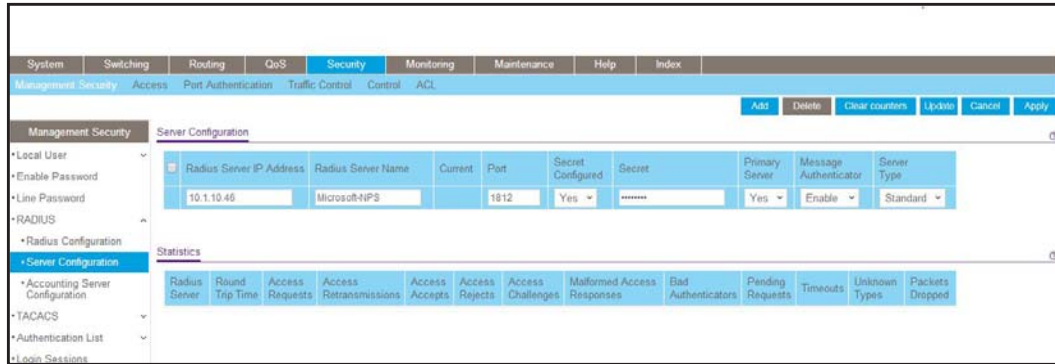 System Switching Routing QoS Security Monitoring Maintenance Help Index
Management Security Access Port Authentication Traffic Control Control ACL
Add Delete Clear counters Update Cancel Apply
Management Security
•Local User
•Enable Password
•Line Password
•RADIUS
•Radius Configuration
•Server Configuration
•Accounting Server
Configuration
•TACACS
•Authentication List
•Login Sessions
Server Configuration
Radius Server IP Address Radius Server Name Current Port Secret Configured Secret Primary Server Message Authenticator Server Type
10.1.10.46 Microsoft-NPS 1812 Yes •••••••• Yes Enable Standard
Statistics
Radius Server Round Trip Time Access Requests Access Retransmissions Access Accepts Access Rejects Access Challenges Malformed Access Responses Bad Authenticators Pending Requests Timeouts Unknown Types Packets Dropped